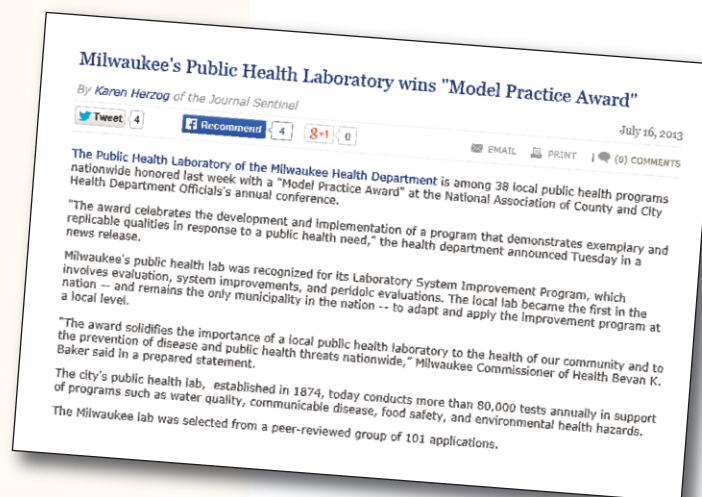 Milwaukee's Public Health Laboratory wins "Model Practice Award"
By Karen Herzog of the Journal Sentinel
July 16, 2013
Tweet 4 Recommend 4 g+1 0
EMAIL PRINT | (0) COMMENTS
The Public Health Laboratory of the Milwaukee Health Department is among 38 local public health programs
nationwide honored last week with a "Model Practice Award" at the National Association of County and City
Health Department Officials's annual conference.
"The award celebrates the development and implementation of a program that demonstrates exemplary and
replicable qualities in response to a public health need," the health department announced Tuesday in a
news release.
Milwaukee's public health lab was recognized for its Laboratory System Improvement Program, which
involves evaluation, system improvements, and peridoic evaluations. The local lab became the first in the
nation -- and remains the only municipality in the nation -- to adapt and apply the improvement program at
a local level.
"The award solidifies the importance of a local public health laboratory to the health of our community and to
the prevention of disease and public health threats nationwide," Milwaukee Commissioner of Health Bevan K.
Baker said in a prepared statement.
The city's public health lab, established in 1874, today conducts more than 80,000 tests annually in support
of programs such as water quality, communicable disease, food safety, and environmental health hazards.
The Milwaukee lab was selected from a peer-reviewed group of 101 applications.